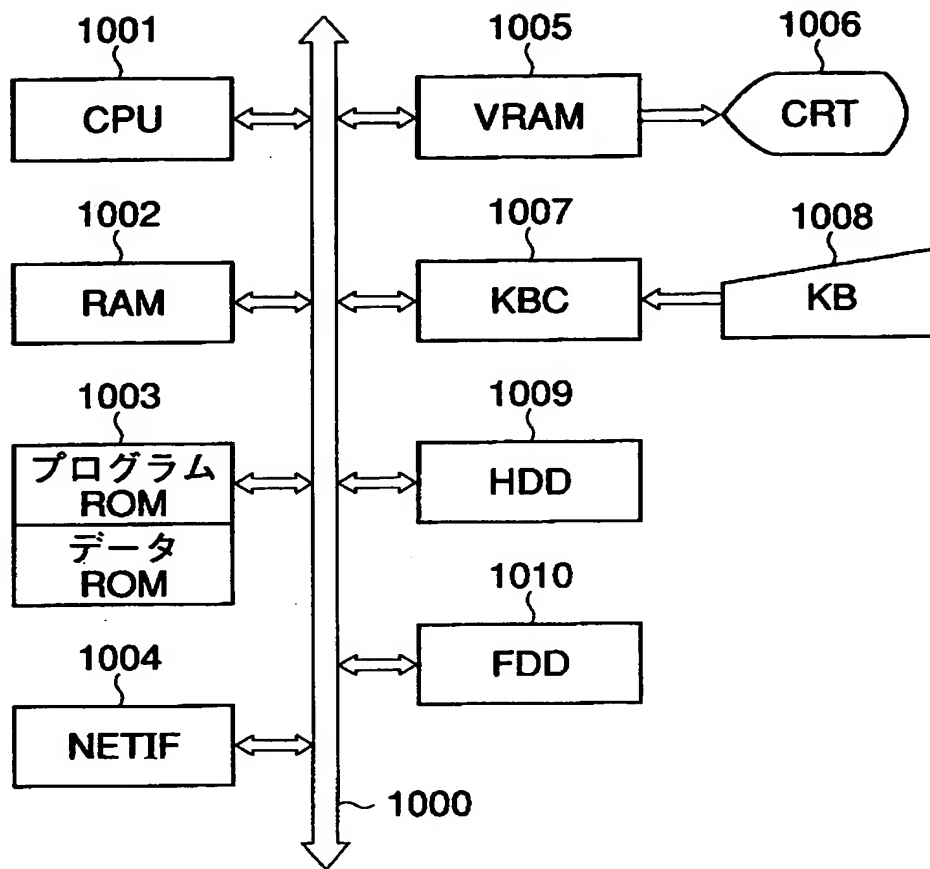 1001
CPU
1002
RAM
1003
プログラム
ROM
データ
ROM
1004
NETIF
1005
VRAM
1006
CRT
1007
KBC
1008
KB
1009
HDD
1010
FDD
1000